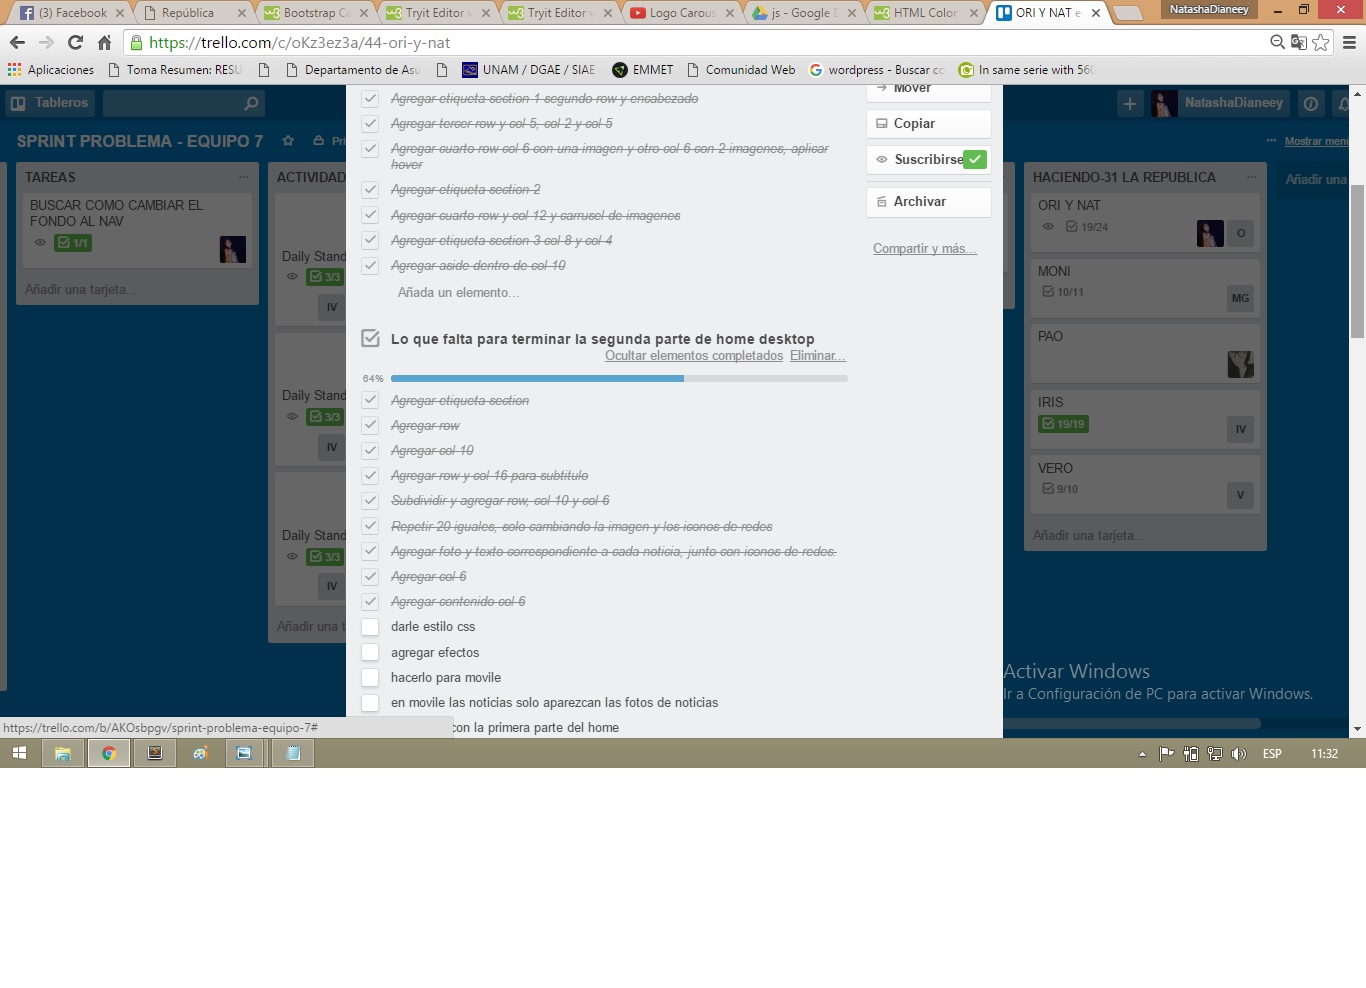 (3) Facebook
República
Bootstrap Ca
Tryit Editor v
Tryit Editor v
Logo Carous
js - Google D
HTML Color
ORI Y NAT e
NatashaDianeey
https://trello.com/c/oKz3ez3a/44-ori-y-nat
Aplicaciones
Toma Resumen: RESU
Departamento de Asu
UNAM / DGAE / SIAE
EMMET
Comunidad Web
wordpress - Buscar co
In same serie with 560
Tableros
NatashaDianeey
SPRINT PROBLEMA - EQUIPO 7
Pri
Mostrar menú
TAREAS
BUSCAR COMO CAMBIAR EL
FONDO AL NAV
1/1
Añadir una tarjeta...
ACTIVIDAD
Daily Stand
3/3
IV
Daily Stand
3/3
IV
Daily Stand
3/3
IV
Añadir una t
Agregar etiqueta section 1 segundo row y encabezado
Agregar tercer row y col 5, col 2 y col 5
Agregar cuarto row col 6 con una imagen y otro col 6 con 2 imagenes, aplicar
hover
Agregar etiqueta section 2
Agregar cuarto row y col 12 y carrusel de imagenes
Agregar etiqueta section 3 col 8 y col 4
Agregar aside dentro de col 10
Añada un elemento...
Lo que falta para terminar la segunda parte de home desktop
Ocultar elementos completados
Eliminar...
64%
Agregar etiqueta section
Agregar row
Agregar col 10
Agregar row y col 16 para subtitulo
Subdividir y agregar row, col 10 y col 6
Repetir 20 iguales, solo cambiando la imagen y los iconos de redes
Agregar foto y texto correspondiente a cada noticia, junto con iconos de redes.
Agregar col 6
Agregar contenido col 6
darle estilo css
agregar efectos
hacerlo para movile
en movile las noticias solo aparezcan las fotos de noticias
con la primera parte del home
Mover
Copiar
Suscribirse
Archivar
Compartir y más...
HACIENDO-31 LA REPUBLICA
ORI Y NAT
19/24
O
MONI
10/11
MG
PAO
IRIS
19/19
IV
VERO
9/10
V
Añadir una tarjeta...
Añadir una
Activar Windows
Ir a Configuración de PC para activar Windows.
https://trello.com/b/AKOsbpgv/sprint-problema-equipo-7#
ESP
11:32